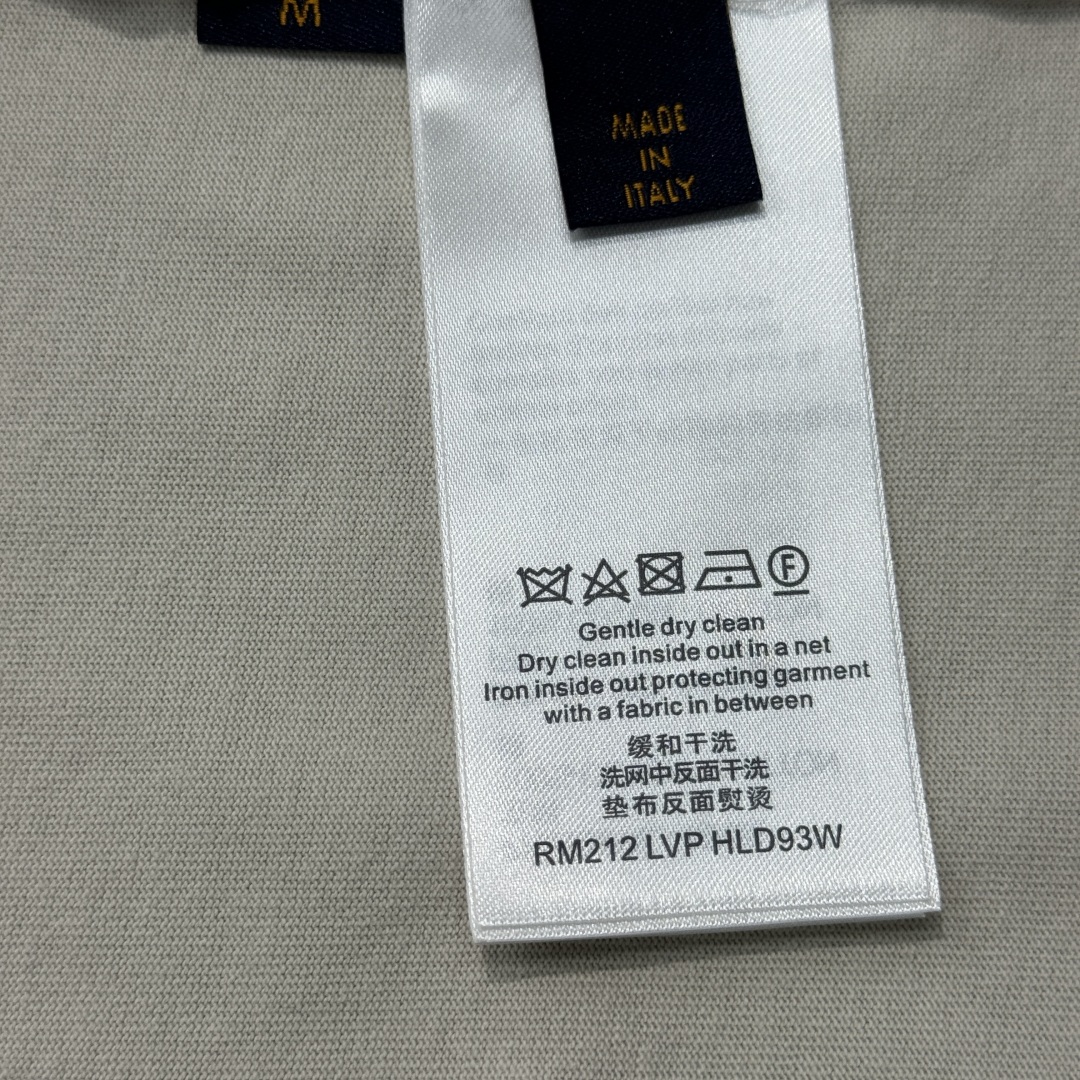 M
MADE
IN
ITALY
F
Gentle dry clean
Dry clean inside out in a net
Iron inside out protecting garment
with a fabric in between
缓和干洗
洗网中反面干洗
垫布反面熨烫
RM212 LVP HLD93W